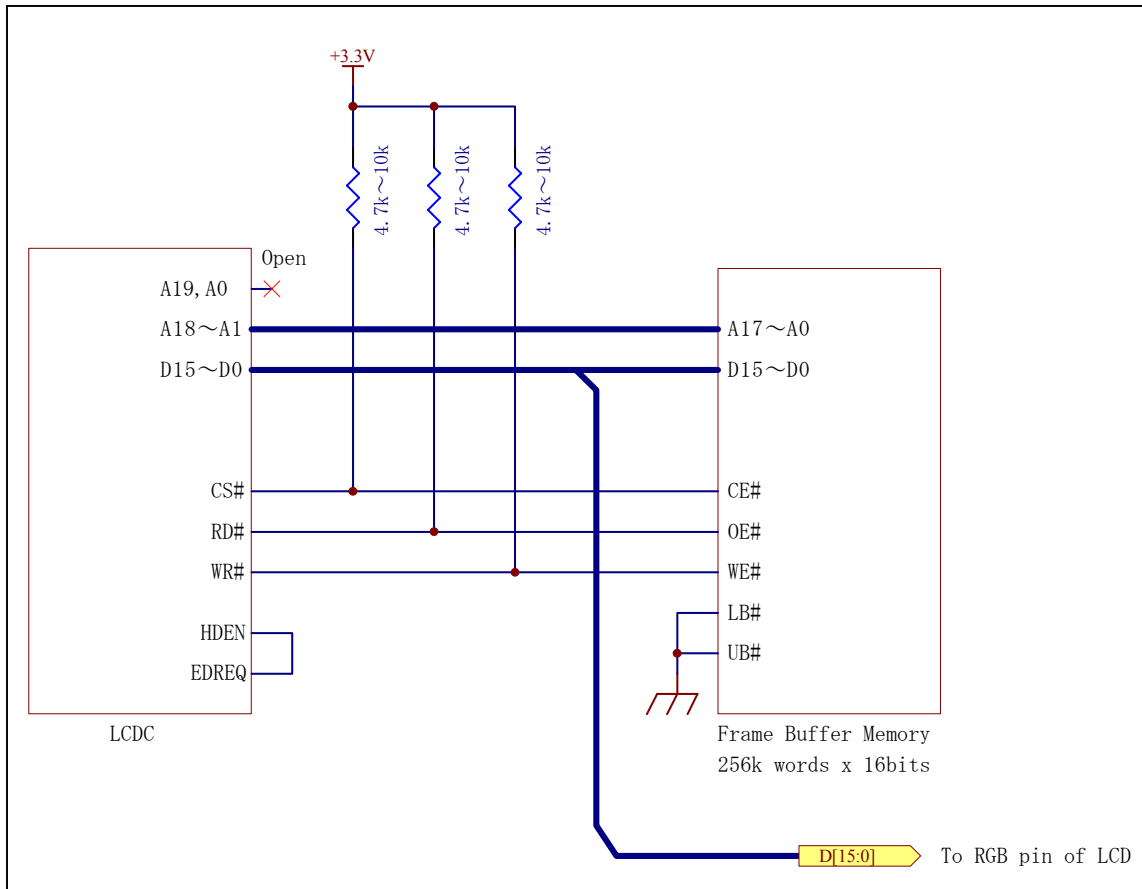 +3.3V
4.7k～10k
4.7k～10k
4.7k～10k
Open
A19,A0
A18～A1
A17～A0
D15～D0
D15～D0
CS#
CE#
RD#
OE#
WR#
WE#
LB#
HDEN
UB#
EDREQ
LCDC
Frame Buffer Memory
256k words x 16bits
D[15:0]
To RGB pin of LCD